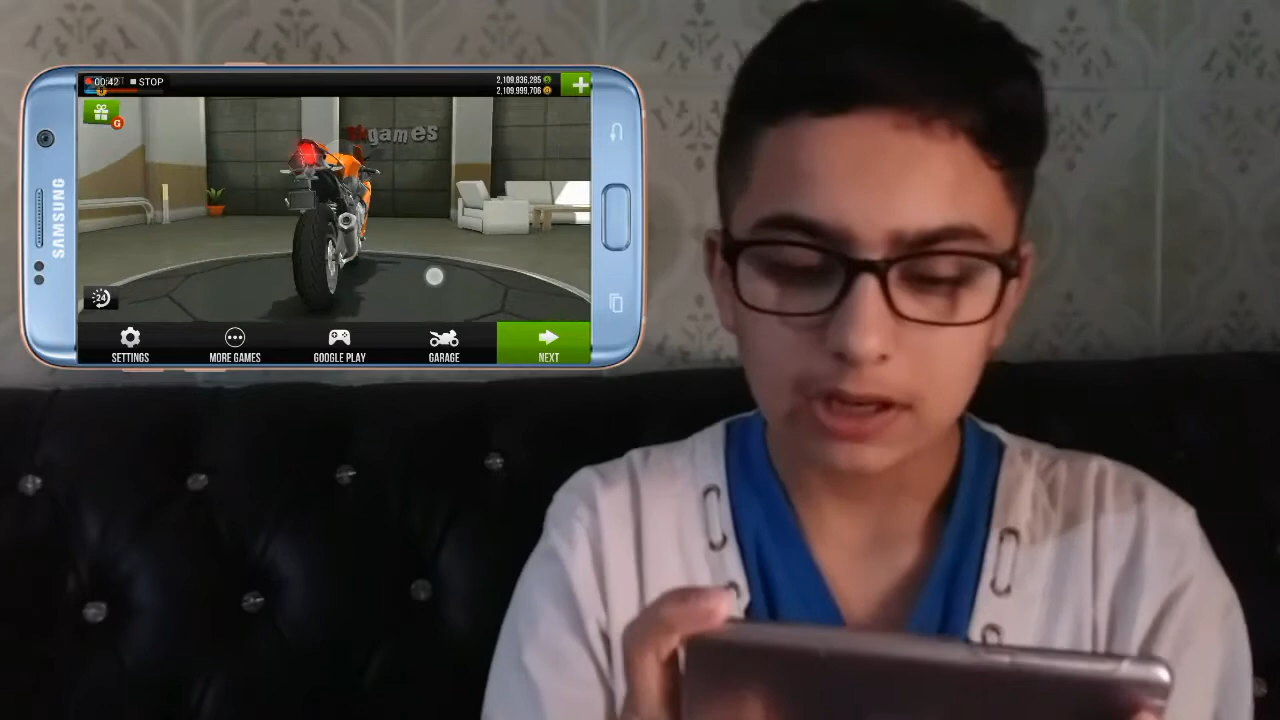 00:42 STOP
2,109,836,285
2,109,999,706
G
games
SAMSUNG
24
SETTINGS
MORE GAMES
GOOGLE PLAY
GARAGE
NEXT